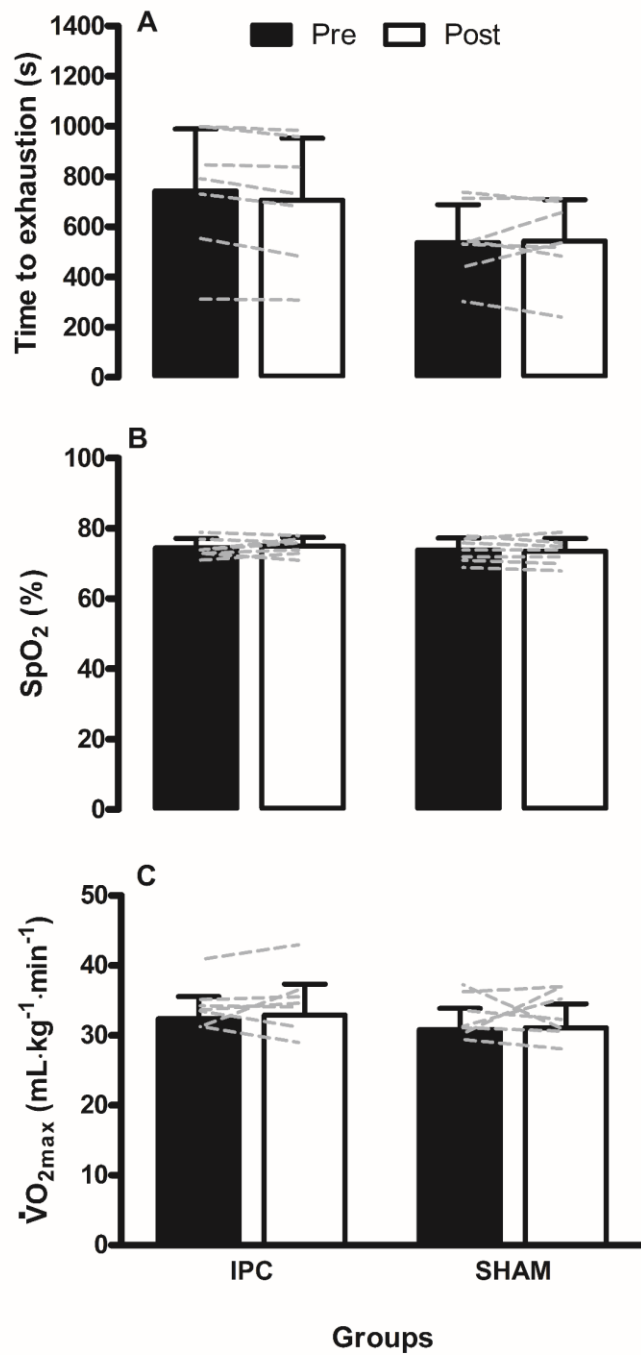 A
Pre
Post
Time to exhaustion (s)
1400
1200
1000
800
600
400
200
0
B
SpO₂ (%)
100
80
60
40
20
0
C
V̇O₂max (mL·kg⁻¹·min⁻¹)
50
40
30
20
10
0
IPC
SHAM
Groups